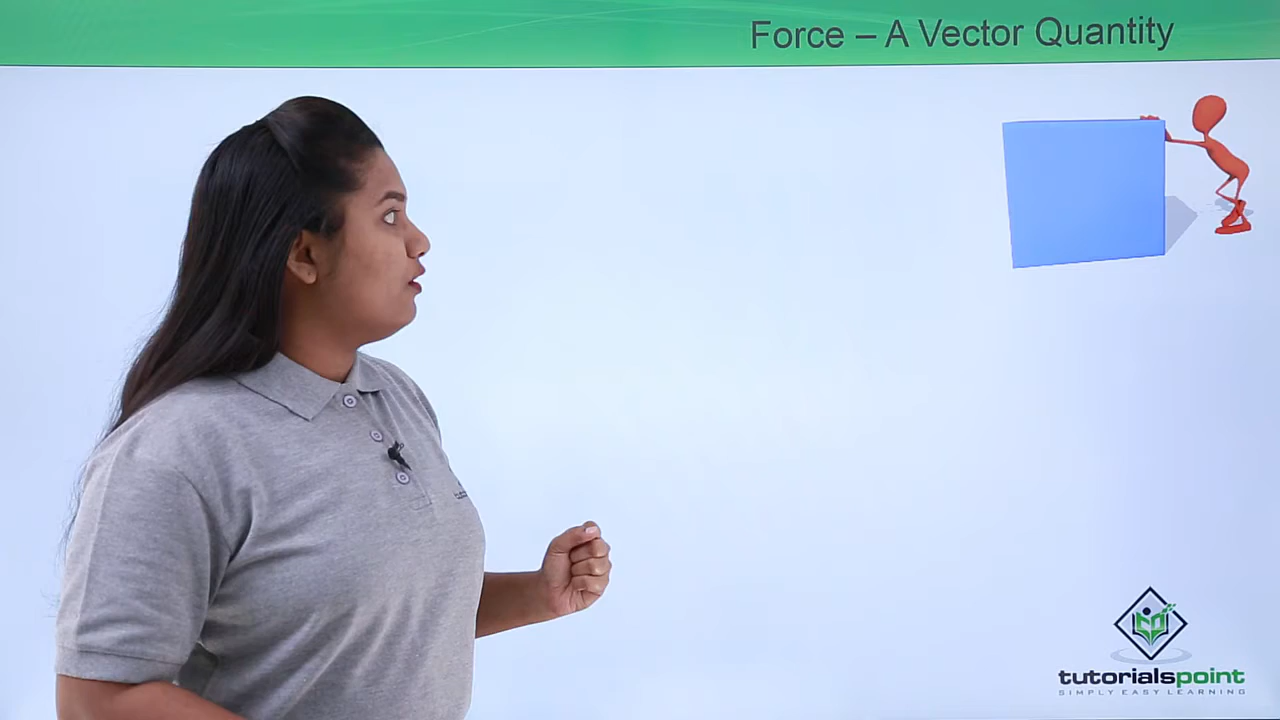 Force – A Vector Quantity
tutorialspoint
SIMPLY EASY LEARNING